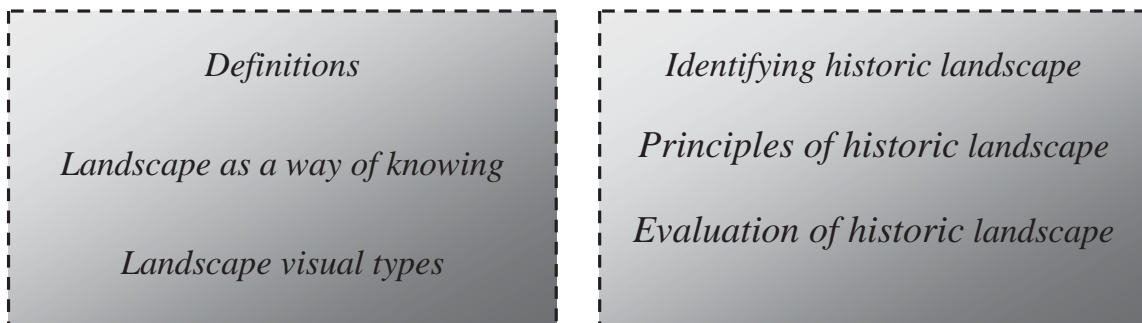 Definitions
Landscape as a way of knowing
Landscape visual types
Identifying historic landscape
Principles of historic landscape
Evaluation of historic landscape